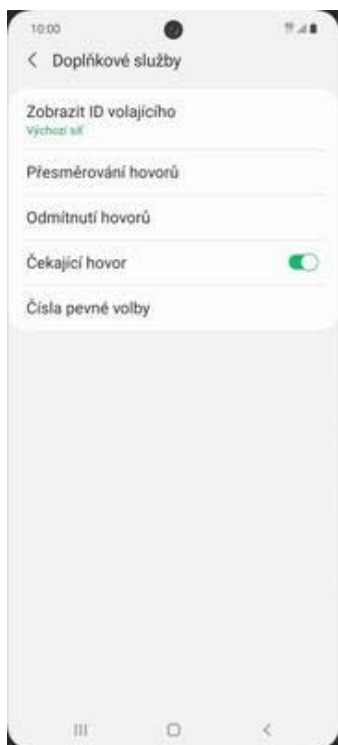 10:00
Doplňkové služby
Zobrazit ID volajícího
Výchozí síť
Přesměrování hovorů
Odmítnutí hovorů
Čekající hovor
Čísla pevné volby